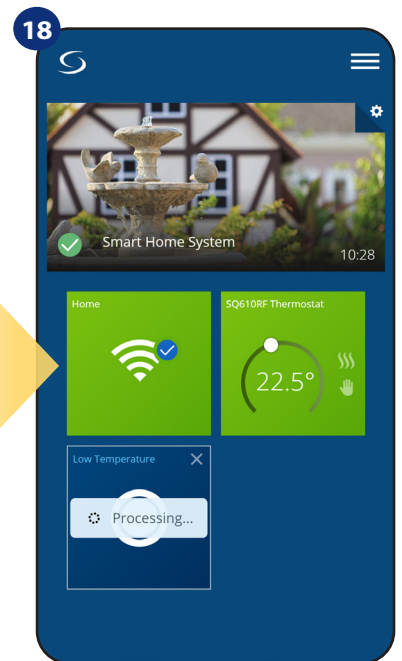 18
Smart Home System
10:28
Home
SQ610RF Thermostat
22.5°
Low Temperature
Processing...